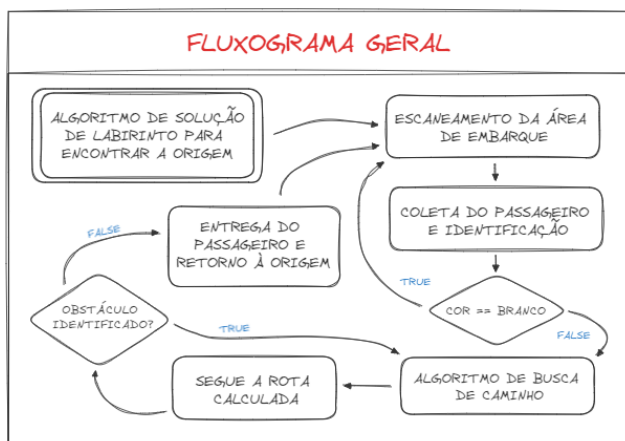 FLUXOGRAMA GERAL
ALGORITMO DE SOLUÇÃO
DE LABIRINTO PARA
ENCONTRAR A ORIGEM
ESCANEAMENTO DA ÁREA
DE EMBARQUE
COLETA DO PASSAGEIRO
E IDENTIFICAÇÃO
COR == BRANCO
TRUE
FALSE
ALGORITMO DE BUSCA
DE CAMINHO
SEGUE A ROTA
CALCULADA
OBSTÁCULO
IDENTIFICADO?
TRUE
FALSE
ENTREGA DO
PASSAGEIRO E
RETORNO À ORIGEM